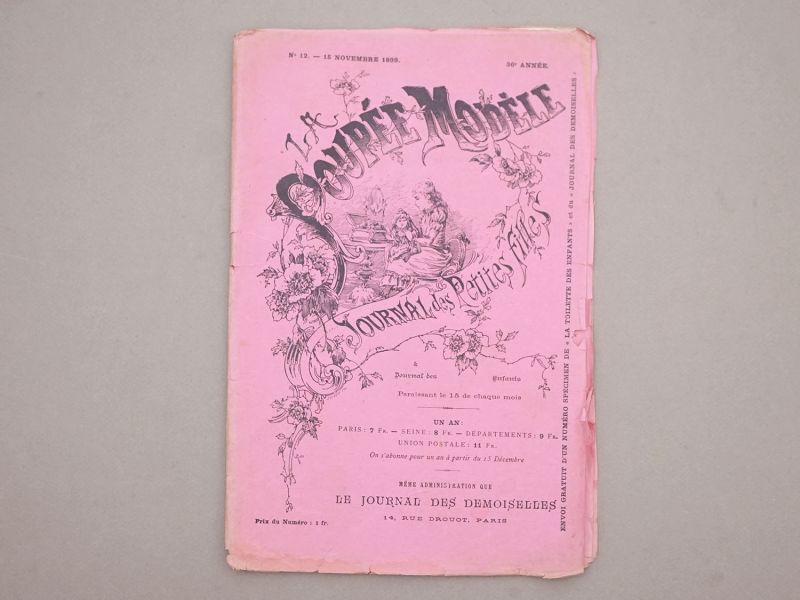 Nº 12. — 15 NOVEMBRE 1899.
36e ANNÉE.
LA
POUPÉE MODÈLE
JOURNAL des Petites filles
&
Journal des Enfants
Paraissant le 15 de chaque mois
UN AN:
PARIS: 7 FR. — SEINE: 8 FR. — DÉPARTEMENTS: 9 FR.
UNION POSTALE: 11 FR.
On s'abonne pour un an à partir du 15 Décembre
MÊME ADMINISTRATION QUE
LE JOURNAL DES DEMOISELLES
14, RUE DROUOT, PARIS
Prix du Numéro : 1 fr.
ENVOI GRATUIT D'UN NUMÉRO SPÉCIMEN DE « LA TOILETTE DES ENFANTS » et du « JOURNAL DES DEMOISELLES »